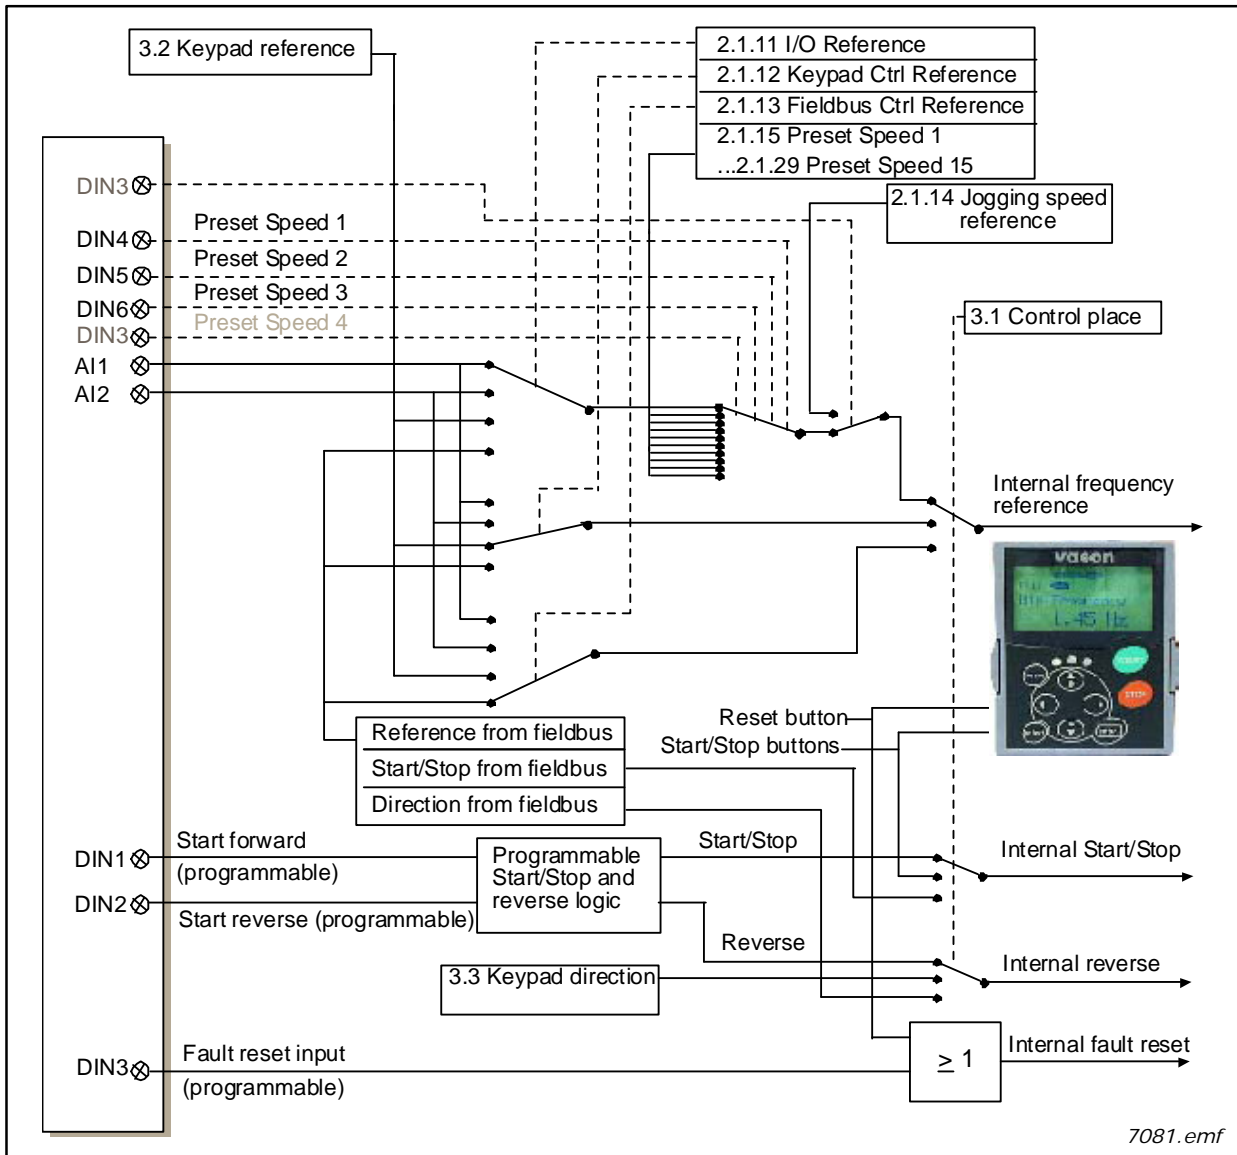 3.2 Keypad reference
2.1.11 I/O Reference
2.1.12 Keypad Ctrl Reference
2.1.13 Fieldbus Ctrl Reference
2.1.15 Preset Speed 1
...2.1.29 Preset Speed 15
2.1.14 Jogging speed
reference
3.1 Control place
DIN3
DIN4
Preset Speed 1
DIN5
Preset Speed 2
DIN6
Preset Speed 3
DIN3
Preset Speed 4
AI1
AI2
Internal frequency
reference
vacon
1.45 Hz
STOP
Reset button
Start/Stop buttons
Reference from fieldbus
Start/Stop from fieldbus
Direction from fieldbus
DIN1
Start forward
(programmable)
DIN2
Start reverse (programmable)
Programmable
Start/Stop and
reverse logic
Start/Stop
Internal Start/Stop
Reverse
3.3 Keypad direction
Internal reverse
DIN3
Fault reset input
(programmable)
≥ 1
Internal fault reset
7081.emf